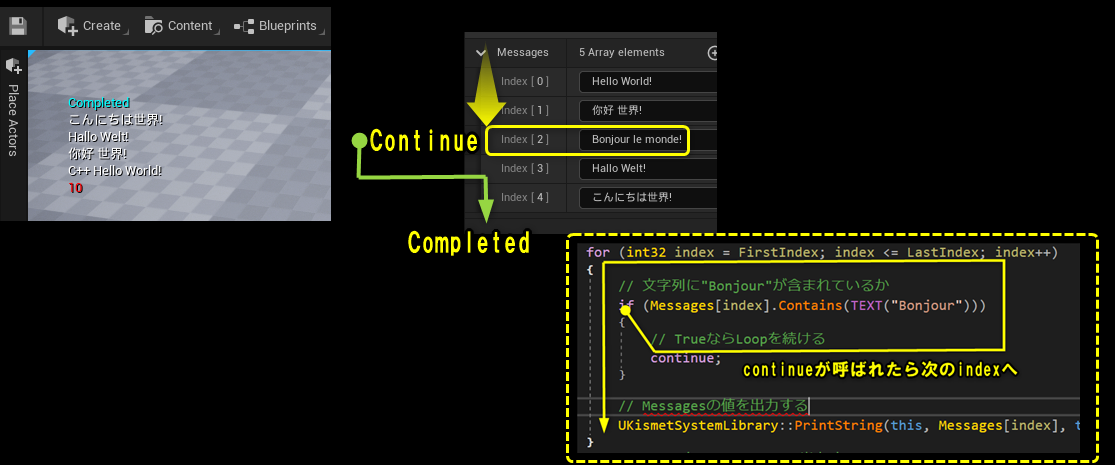 Create
Content
Blueprints
Place Actors
Completed
こんにちは世界!
Hallo Welt!
你好 世界!
C++ Hello World!
10
Messages
5 Array elements
Index [ 0 ]
Hello World!
Index [ 1 ]
你好 世界!
Continue
Index [ 2 ]
Bonjour le monde!
Index [ 3 ]
Hallo Welt!
Index [ 4 ]
こんにちは世界!
Completed
for (int32 index = FirstIndex; index <= LastIndex; index++)
{
// 文字列に"Bonjour"が含まれているか
if (Messages[index].Contains(TEXT("Bonjour")))
{
// TrueならLoopを続ける
continue;
continueが呼ばれたら次のindexへ
}
// Messagesの値を出力する
UKismetSystemLibrary::PrintString(this, Messages[index], t
}